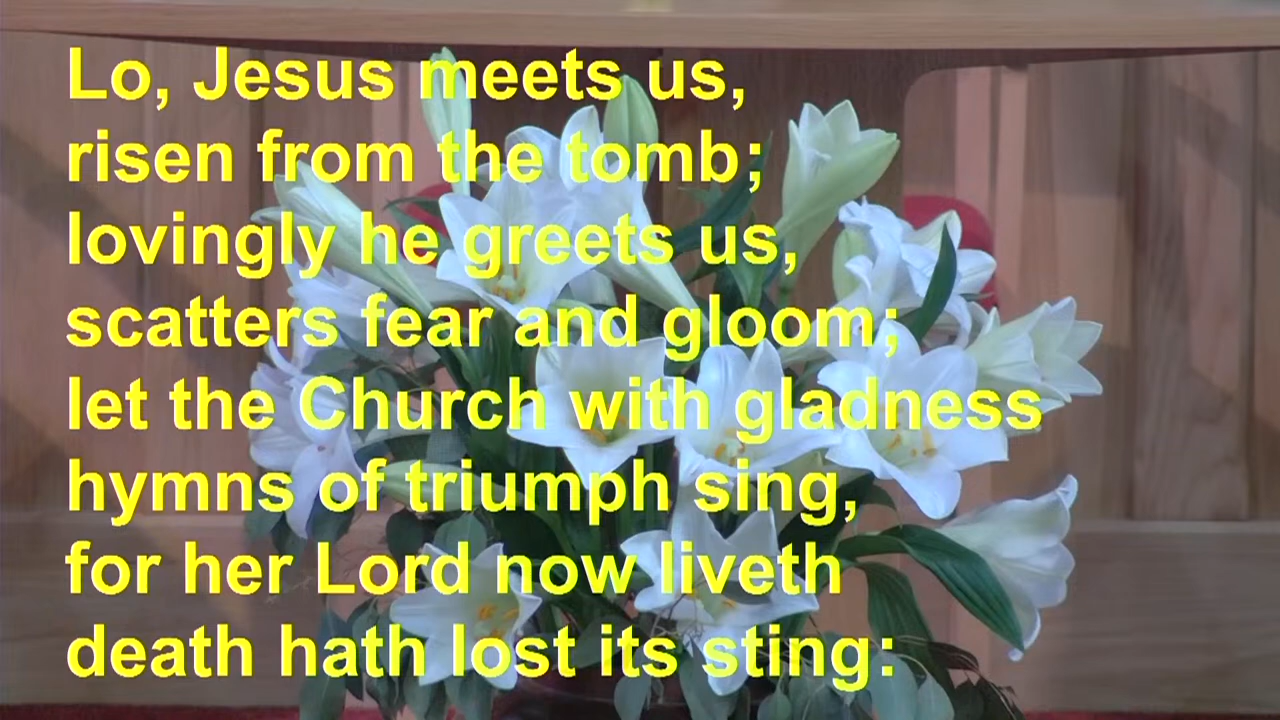 Lo, Jesus meets us,
risen from the tomb;
lovingly he greets us,
scatters fear and gloom;
let the Church with gladness
hymns of triumph sing,
for her Lord now liveth
death hath lost its sting: